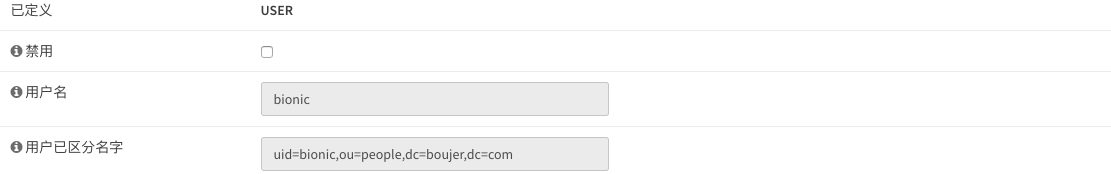 已定义 USER
禁用
用户名 bionic
用户已区分名字 uid=bionic,ou=people,dc=boujer,dc=com